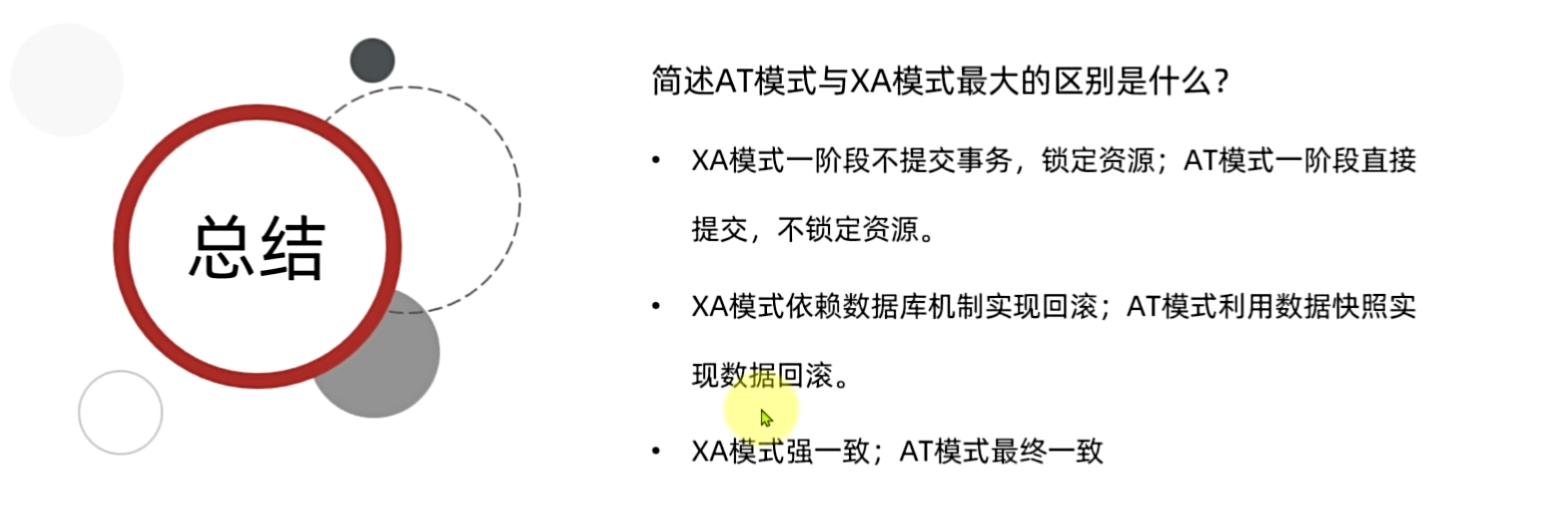 总结
简述AT模式与XA模式最大的区别是什么？
• XA模式一阶段不提交事务，锁定资源；AT模式一阶段直接
提交，不锁定资源。
• XA模式依赖数据库机制实现回滚；AT模式利用数据快照实
现数据回滚。
• XA模式强一致；AT模式最终一致